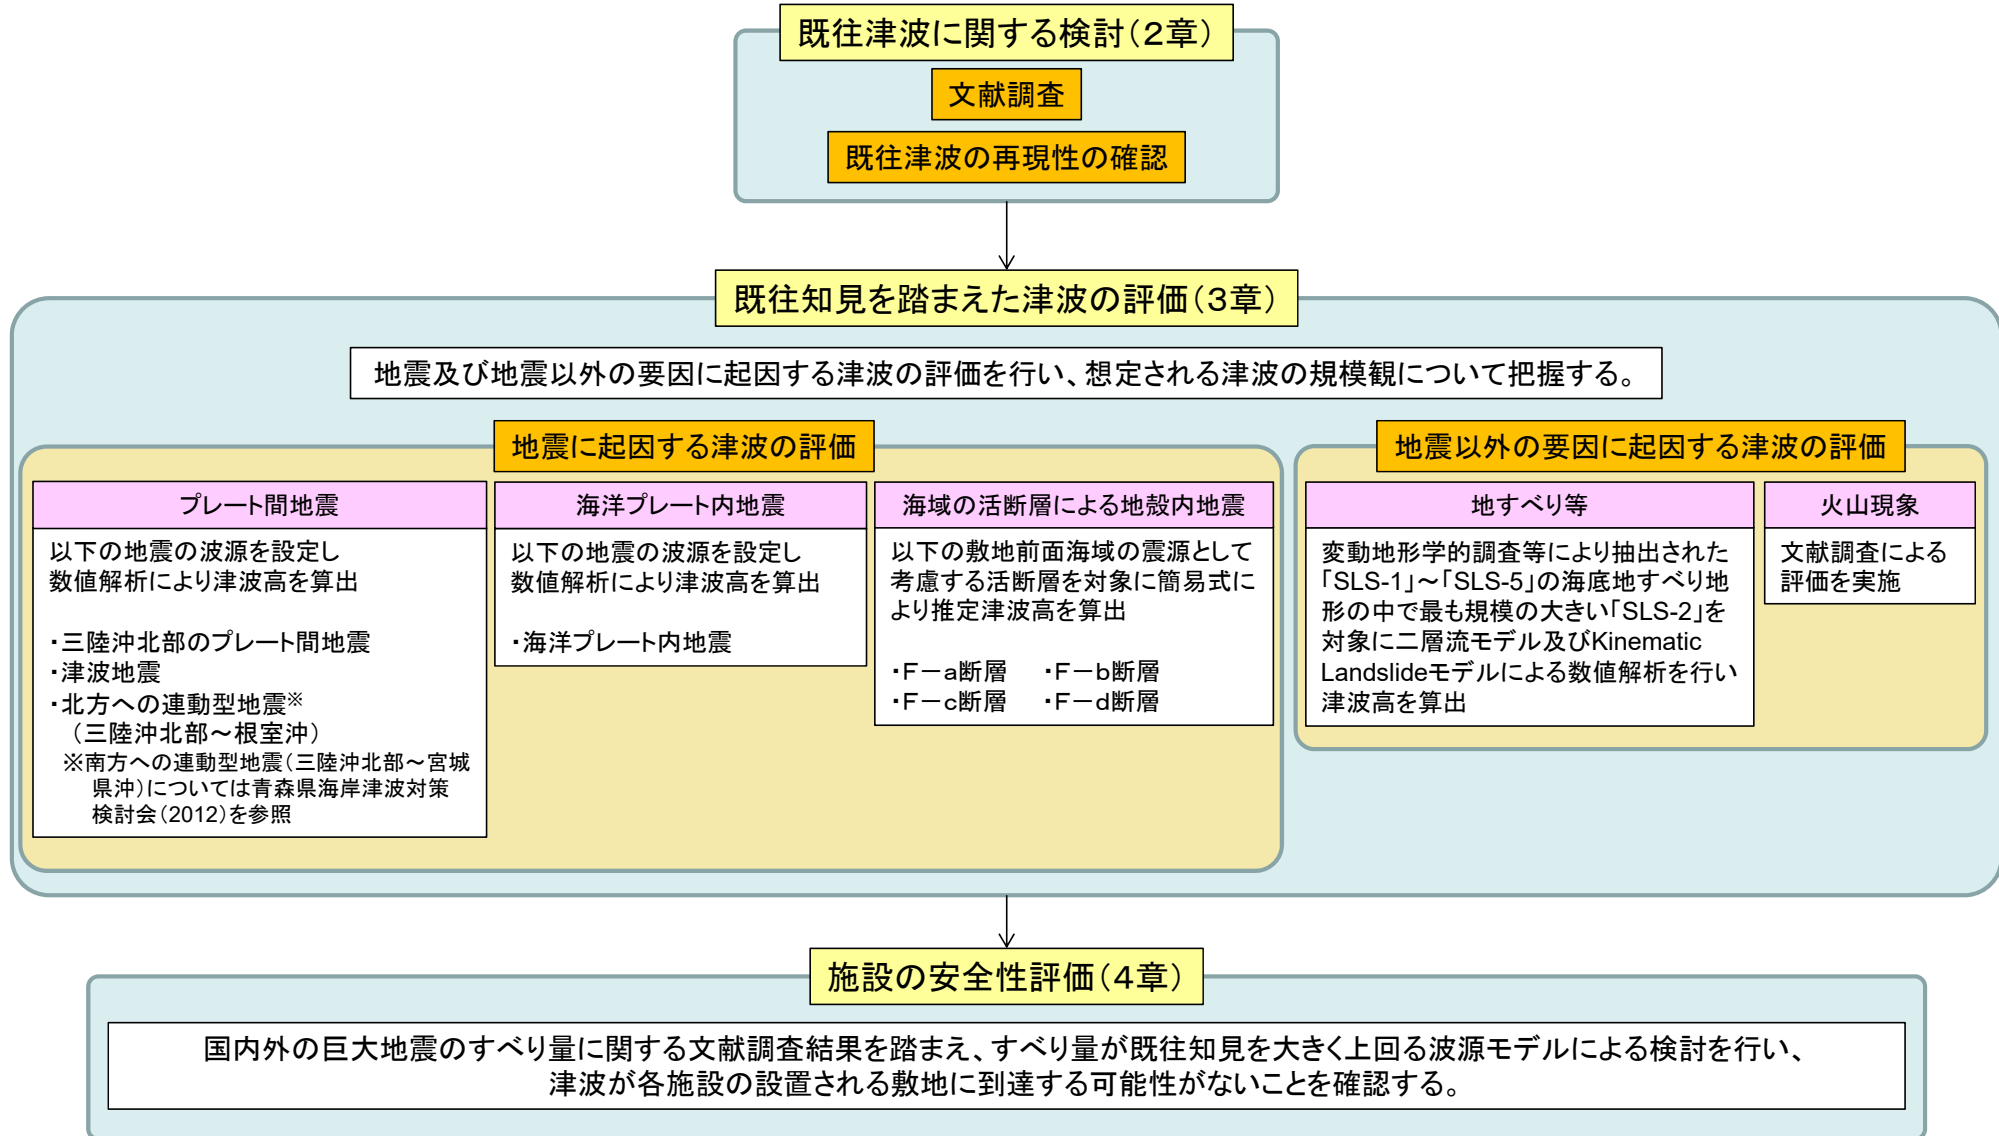 既往津波に関する検討（２章）
文献調査
既往津波の再現性の確認
既往知見を踏まえた津波の評価（３章）
地震及び地震以外の要因に起因する津波の評価を行い、想定される津波の規模観について把握する。
地震に起因する津波の評価
プレート間地震
以下の地震の波源を設定し
数値解析により津波高を算出
・三陸沖北部のプレート間地震
・津波地震
・北方への連動型地震※
（三陸沖北部～根室沖）
※南方への連動型地震（三陸沖北部～宮城
県沖）については青森県海岸津波対策
検討会（2012）を参照
海洋プレート内地震
以下の地震の波源を設定し
数値解析により津波高を算出
・海洋プレート内地震
海域の活断層による地殻内地震
以下の敷地前面海域の震源として
考慮する活断層を対象に簡易式に
より推定津波高を算出
・Ｆ－ａ断層　・Ｆ－ｂ断層
・Ｆ－ｃ断層　・Ｆ－ｄ断層
地震以外の要因に起因する津波の評価
地すべり等
変動地形学的調査等により抽出された
「SLS-1」～「SLS-5」の海底地すべり地
形の中で最も規模の大きい「SLS-2」を
対象に二層流モデル及びKinematic
Landslideモデルによる数値解析を行い
津波高を算出
火山現象
文献調査による
評価を実施
施設の安全性評価（４章）
国内外の巨大地震のすべり量に関する文献調査結果を踏まえ、すべり量が既往知見を大きく上回る波源モデルによる検討を行い、
津波が各施設の設置される敷地に到達する可能性がないことを確認する。